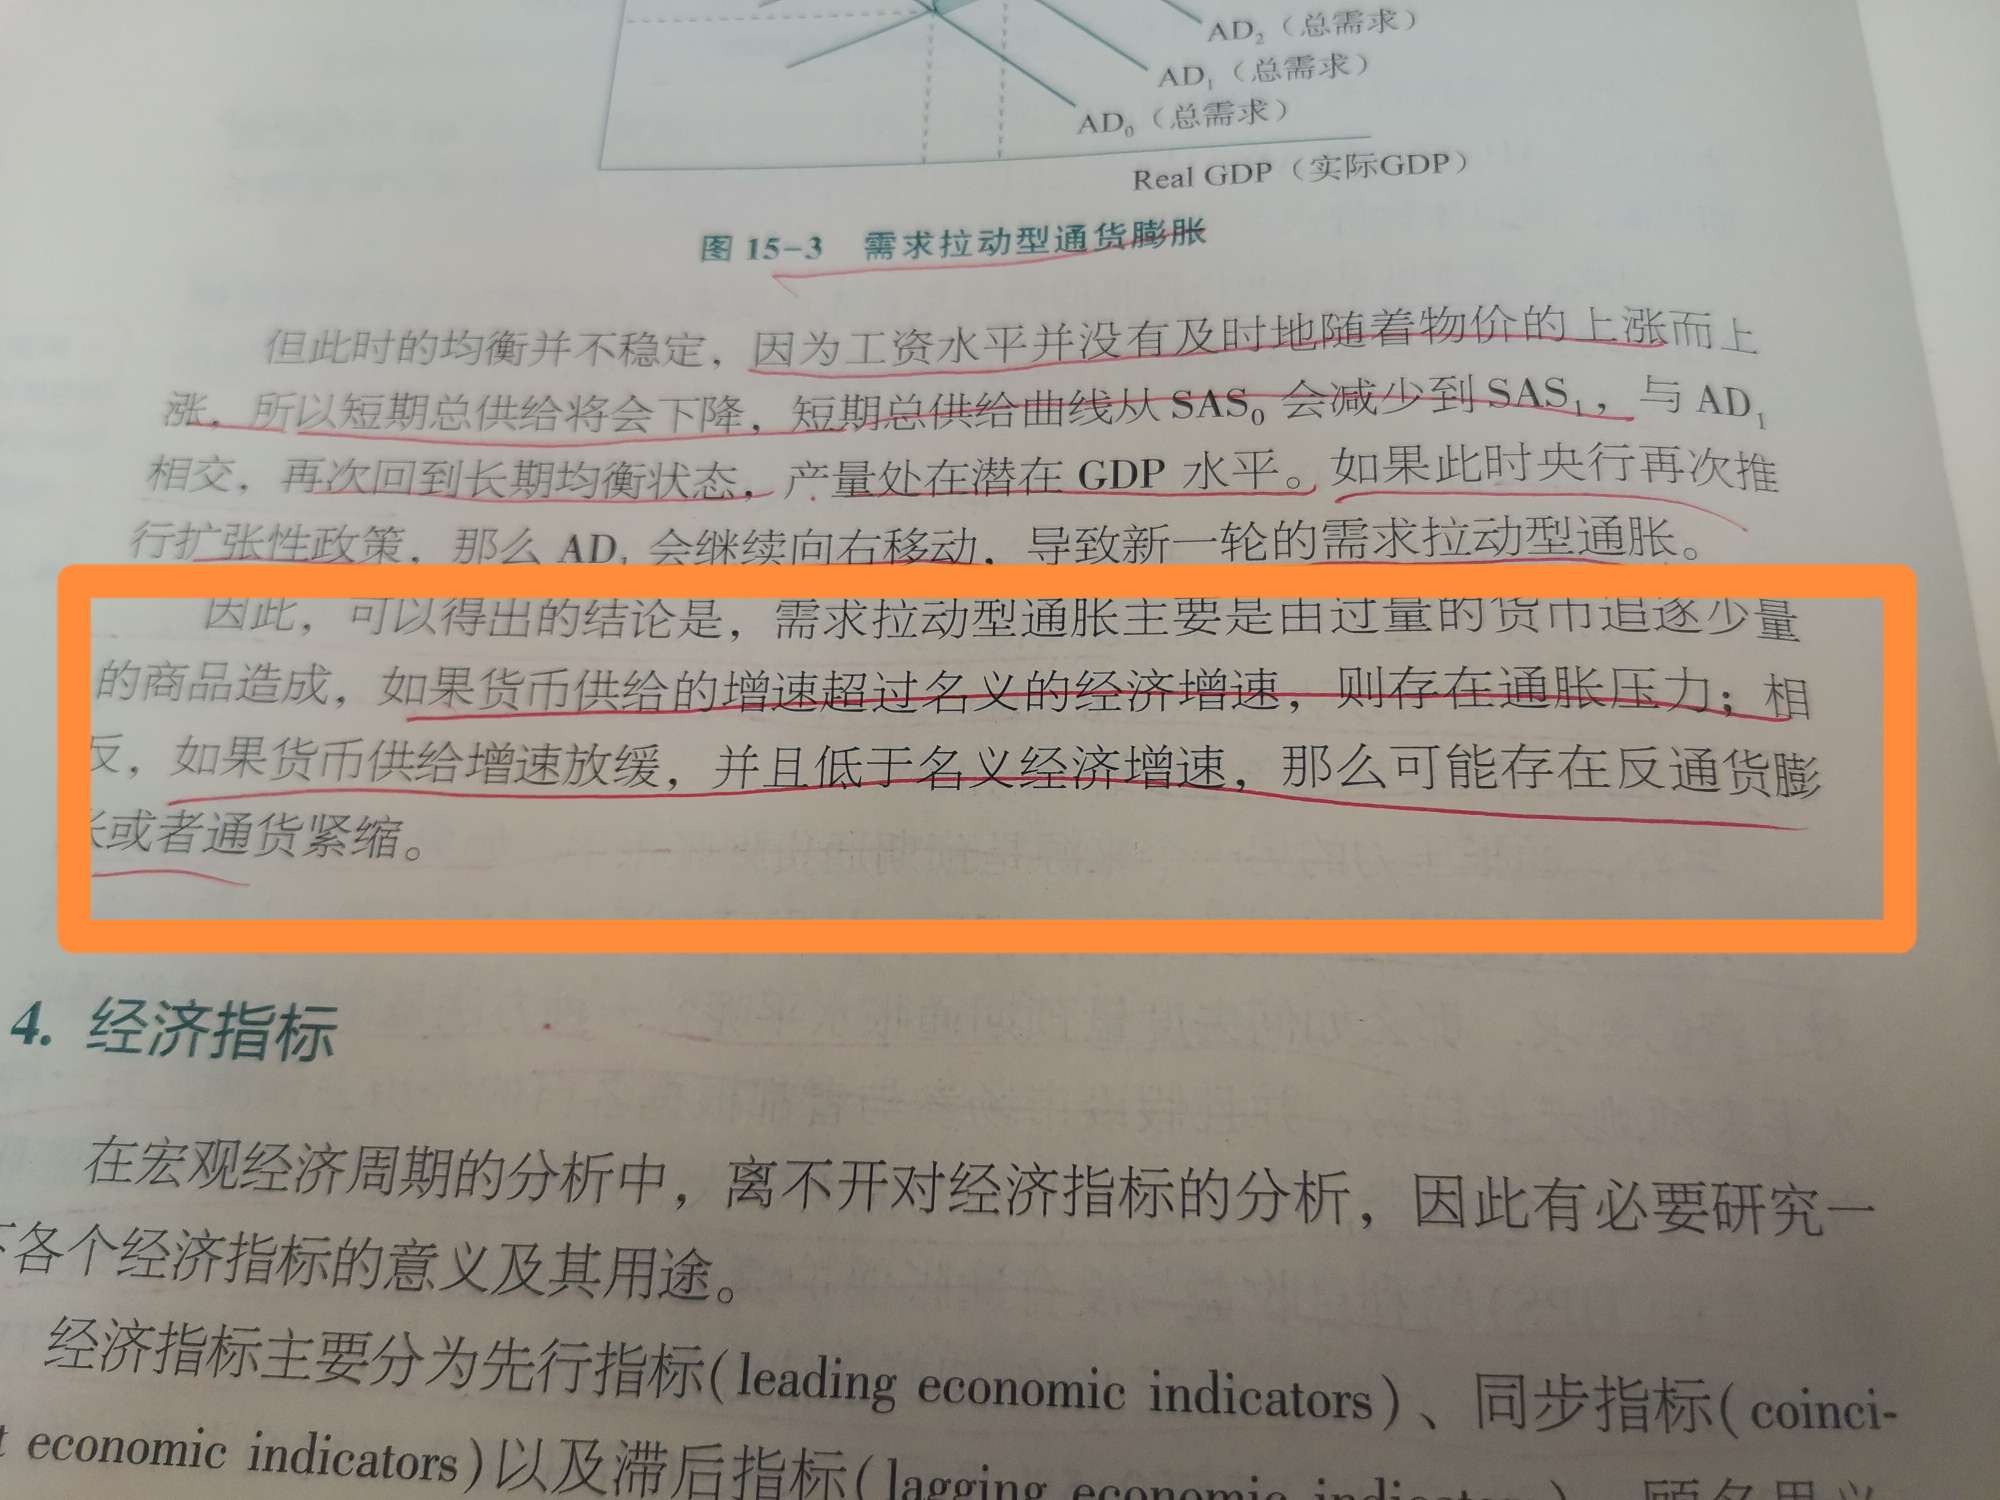 AD₂（总需求）
AD₁（总需求）
AD₀（总需求）
Real GDP（实际GDP）
图 15-3 需求拉动型通货膨胀
但此时的均衡并不稳定，因为工资水平并没有及时地随着物价的上涨而上
涨，所以短期总供给将会下降，短期总供给曲线从 SAS₀ 会减少到 SAS₁，与 AD₁
相交，再次回到长期均衡状态，产量处在潜在 GDP 水平。如果此时央行再次推
行扩张性政策，那么 AD₁ 会继续向右移动，导致新一轮的需求拉动型通胀。
因此，可以得出的结论是，需求拉动型通胀主要是由过量的货币追逐少量
的商品造成，如果货币供给的增速超过名义的经济增速，则存在通胀压力；相
反，如果货币供给增速放缓，并且低于名义经济增速，那么可能存在反通货膨
胀或者通货紧缩。
4. 经济指标
在宏观经济周期的分析中，离不开对经济指标的分析，因此有必要研究一
下各个经济指标的意义及其用途。
经济指标主要分为先行指标(leading economic indicators)、同步指标(coinci-
economic indicators)以及滞后指标(lagging economic